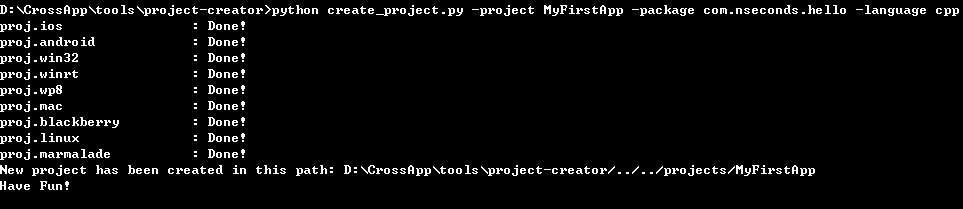 D:\CrossApp\tools\project-creator>python create_project.py -project MyFirstApp -package com.nseconds.hello -language cpp
proj.ios                : Done!
proj.android            : Done!
proj.win32              : Done!
proj.winrt              : Done!
proj.wp8                : Done!
proj.mac                : Done!
proj.blackberry         : Done!
proj.linux              : Done!
proj.marmalade          : Done!
New project has been created in this path: D:\CrossApp\tools\project-creator/../../projects/MyFirstApp
Have Fun!